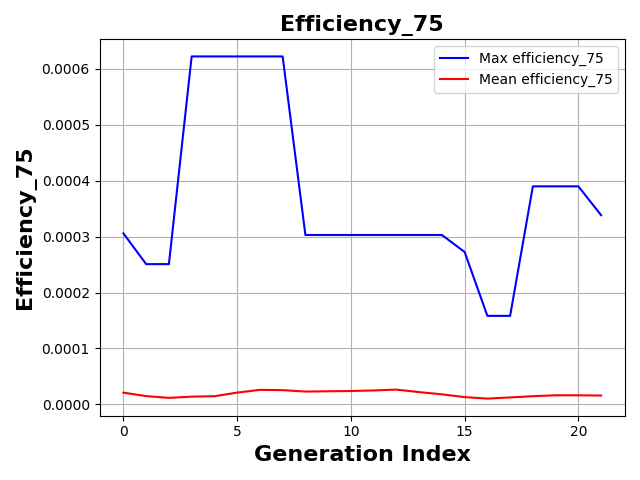 Efficiency_75
Max efficiency_75
Mean efficiency_75
Efficiency_75
0.0006
0.0005
0.0004
0.0003
0.0002
0.0001
0.0000
0 5 10 15 20
Generation Index